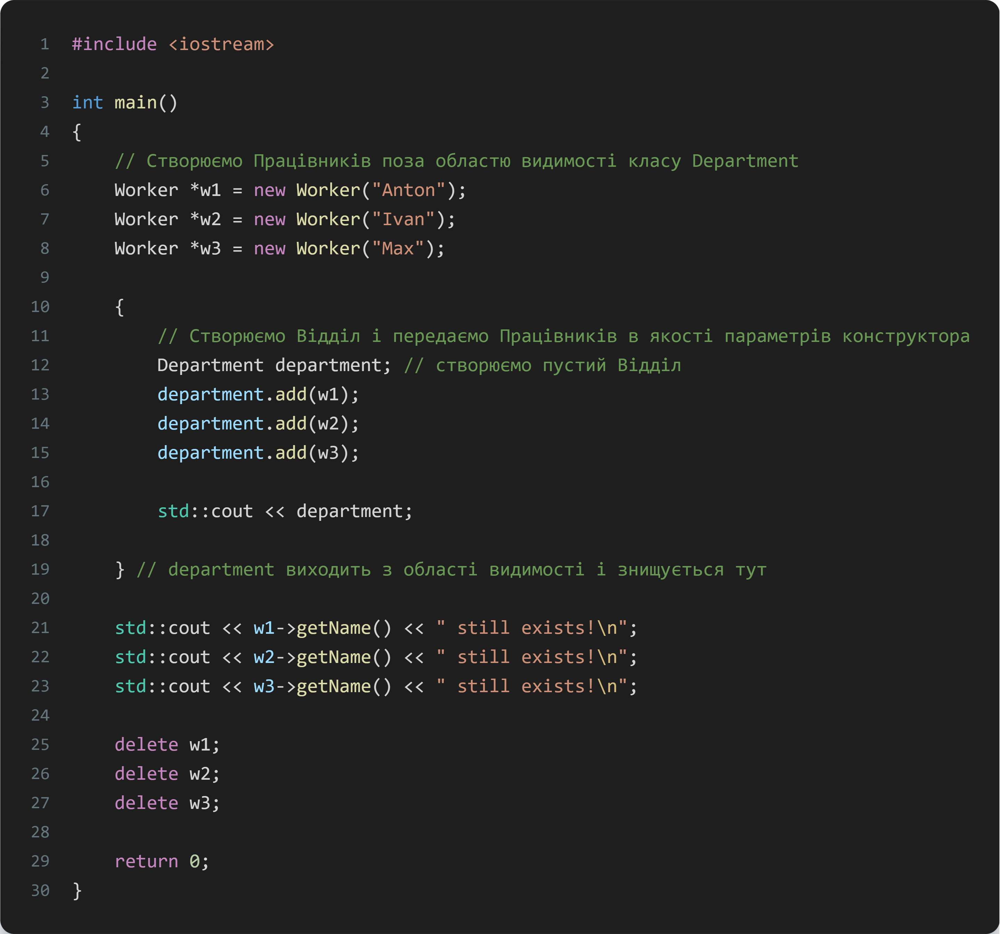 1 #include <iostream>
2
3 int main()
4 {
5     // Створюємо Працівників поза областю видимості класу Department
6     Worker *w1 = new Worker("Anton");
7     Worker *w2 = new Worker("Ivan");
8     Worker *w3 = new Worker("Max");
9
10     {
11         // Створюємо Відділ і передаємо Працівників в якості параметрів конструктора
12         Department department; // створюємо пустий Відділ
13         department.add(w1);
14         department.add(w2);
15         department.add(w3);
16
17         std::cout << department;
18
19     } // department виходить з області видимості і знищується тут
20
21     std::cout << w1->getName() << " still exists!\n";
22     std::cout << w2->getName() << " still exists!\n";
23     std::cout << w3->getName() << " still exists!\n";
24
25     delete w1;
26     delete w2;
27     delete w3;
28
29     return 0;
30 }